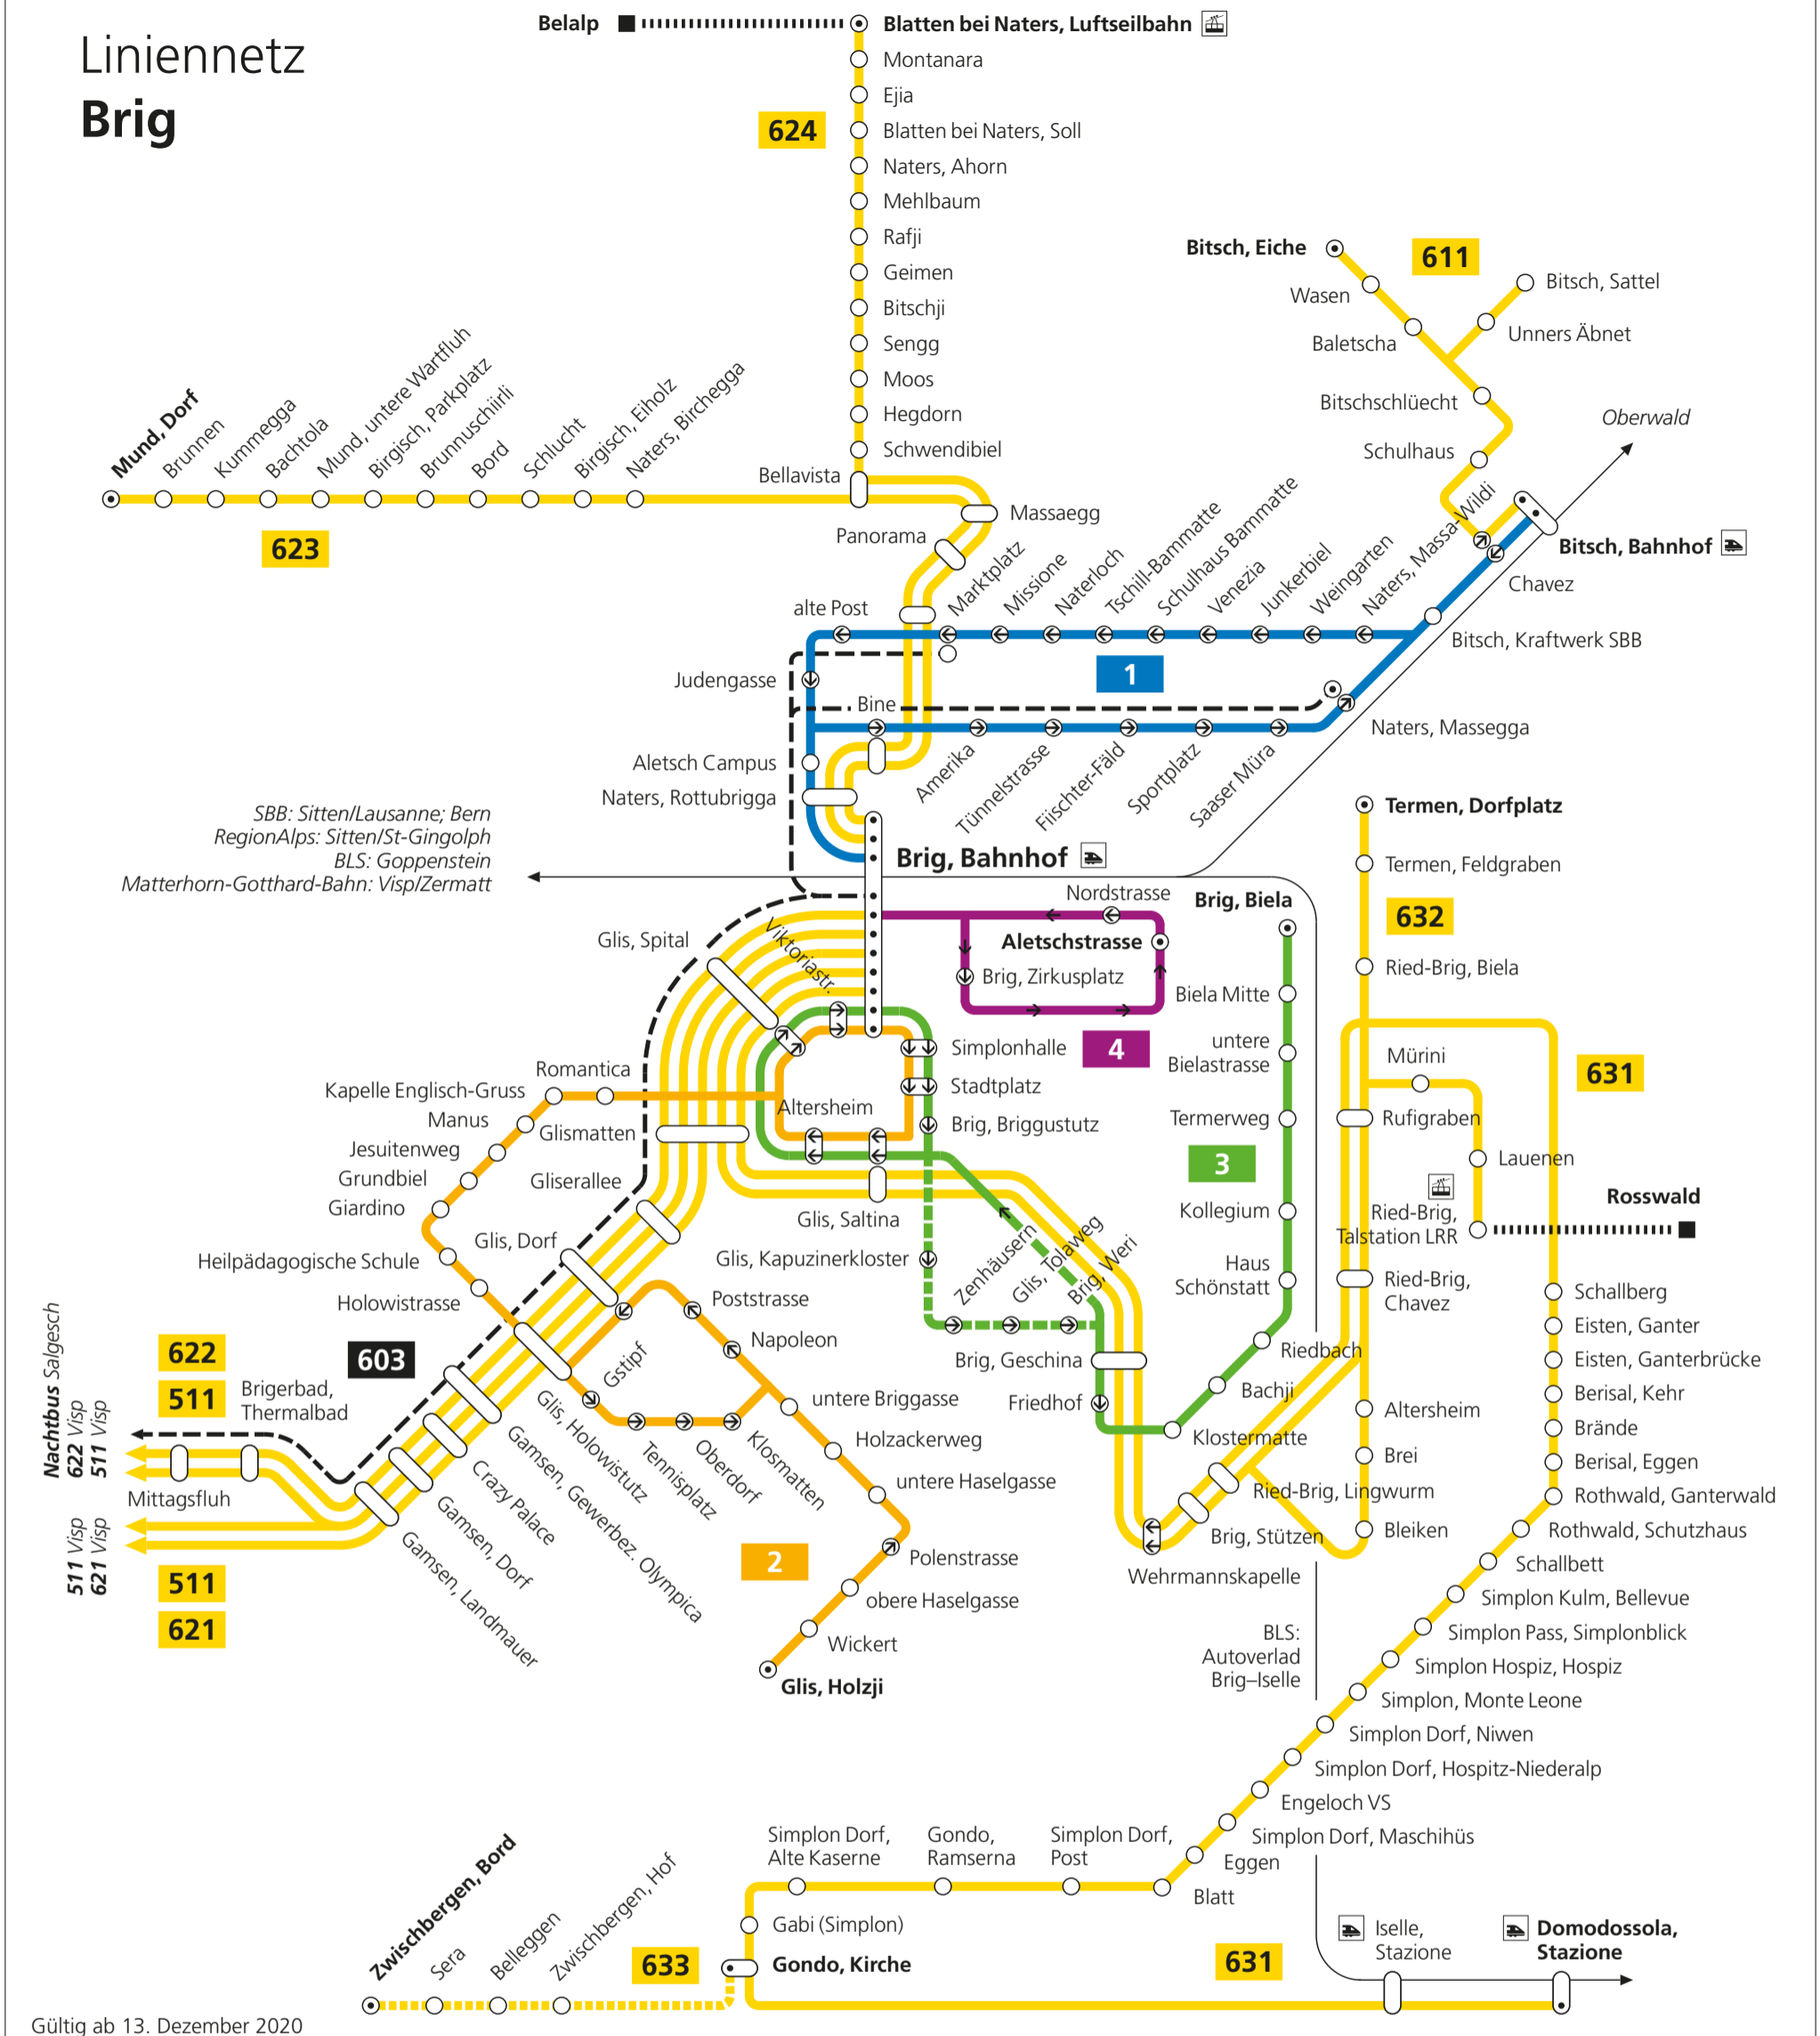 Liniennetz
Brig
Belalp
Blatten bei Naters, Luftseilbahn
Montanara
Ejia
624
Blatten bei Naters, Soll
Naters, Ahorn
Mehlbaum
Rafji
Geimen
Bitschji
Sengg
Moos
Hegdorn
Schwendibiel
Bellavista
Mund, Dorf
Brunnen
Kummegga
Bachtola
Mund, untere Wartfluh
Birgisch, Parkplatz
Brunnuschiirli
Bord
Schlucht
Birgisch, Eiholz
Naters, Birchegga
623
Massaegg
Panorama
Bitsch, Eiche
611
Wasen
Bitsch, Sattel
Baletscha
Unners Äbnet
Bitschschlüecht
Schulhaus
Oberwald
Bitsch, Bahnhof
Chavez
Bitsch, Kraftwerk SBB
alte Post
Marktplatz
Missione
Naterloch
Tschill-Bammatte
Schulhaus Bammatte
Venezia
Junkerbiel
Weingarten
Naters, Massa-Wildi
1
Judengasse
Bine
Naters, Massegga
Aletsch Campus
Amerika
Tünnelstrasse
Fiischter-Fäld
Sportplatz
Saaser Müra
Naters, Rottubrigga
SBB: Sitten/Lausanne; Bern
RegionAlps: Sitten/St-Gingolph
BLS: Goppenstein
Matterhorn-Gotthard-Bahn: Visp/Zermatt
Brig, Bahnhof
Termen, Dorfplatz
Termen, Feldgraben
632
Ried-Brig, Biela
Nordstrasse
Brig, Biela
Aletschstrasse
Brig, Zirkusplatz
4
Glis, Spital
Viktoriastr.
Biela Mitte
untere
Bielastrasse
Termerweg
3
Kollegium
Haus
Schönstatt
Riedbach
Bachji
Klostermatte
Simplonhalle
Stadtplatz
Brig, Briggustutz
Altersheim
Romantica
Kapelle Englisch-Gruss
Manus
Glismatten
Jesuitenweg
Grundbiel
Gliserallee
Giardino
Glis, Saltina
Glis, Dorf
Heilpädagogische Schule
Holowistrasse
Glis, Kapuzinerkloster
Zenhäusern
Glis, Tolaweg
Brig, Weri
Brig, Geschina
Friedhof
Mürini
631
Rufigraben
Lauenen
Ried-Brig,
Talstation LRR
Rosswald
Ried-Brig,
Chavez
Schallberg
Eisten, Ganter
Eisten, Ganterbrücke
Berisal, Kehr
Brände
Berisal, Eggen
Rothwald, Ganterwald
Rothwald, Schutzhaus
Schallbett
Simplon Kulm, Bellevue
Simplon Pass, Simplonblick
Simplon Hospiz, Hospiz
Simplon, Monte Leone
Simplon Dorf, Niwen
Simplon Dorf, Hospitz-Niederalp
Engeloch VS
Simplon Dorf, Maschihüs
Eggen
Blatt
Altersheim
Brei
Bleiken
Ried-Brig, Lingwurm
Brig, Stützen
Wehrmannskapelle
Poststrasse
Napoleon
Gstipf
untere Briggasse
Holzackerweg
untere Haselgasse
Polenstrasse
obere Haselgasse
Wickert
Glis, Holzji
2
Glis, Holowistutz
Tennisplatz
Oberdorf
Klosmatten
Gamsen, Gewerbez. Olympica
Crazy Palace
Gamsen, Dorf
Gamsen, Landmauer
603
622
511
Brigerbad,
Thermalbad
Nachtbus Salgesch
622 Visp
511 Visp
Mittagsfluh
511 Visp
621 Visp
511
621
BLS:
Autoverlad
Brig–Iselle
Simplon Dorf,
Alte Kaserne
Gondo,
Ramserna
Simplon Dorf,
Post
Gabi (Simplon)
Gondo, Kirche
Zwischbergen, Bord
Sera
Belleggen
Zwischbergen, Hof
633
631
Iselle,
Stazione
Domodossola,
Stazione
Gültig ab 13. Dezember 2020